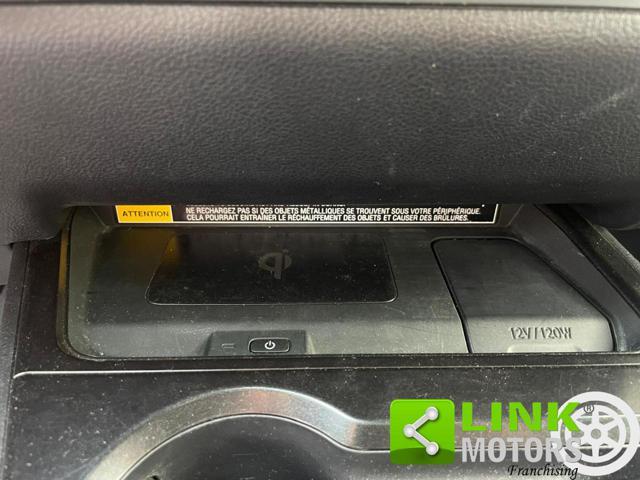 ATTENTION
NE RECHARGEZ PAS SI DES OBJETS MÉTALLIQUES SE TROUVENT SOUS VOTRE PÉRIPHÉRIQUE.
CELA POURRAIT ENTRAÎNER LE RÉCHAUFFEMENT DES OBJETS ET CAUSER DES BRÛLURES.
12V/120W
LINK
MOTORS
Franchising